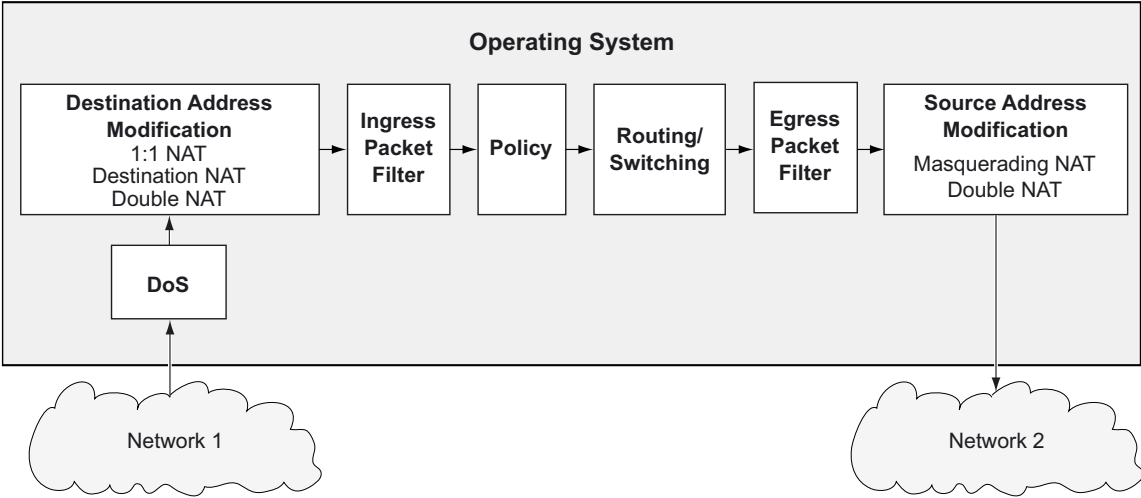 Operating System
Destination Address
Modification
1:1 NAT
Destination NAT
Double NAT
Ingress
Packet
Filter
Policy
Routing/
Switching
Egress
Packet
Filter
Source Address
Modification
Masquerading NAT
Double NAT
DoS
Network 1
Network 2